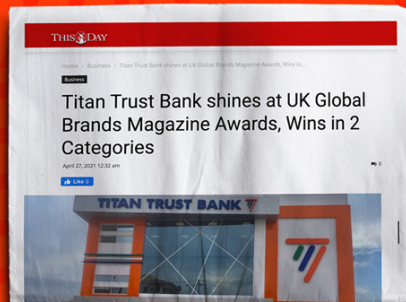 THISDAY
Home > Business > Titan Trust Bank shines at UK Global Brands Magazine Awards, Wins in...
Business
Titan Trust Bank shines at UK Global
Brands Magazine Awards, Wins in 2
Categories
April 27, 2021 12:32 am
0
Like 0
TITAN TRUST BANK